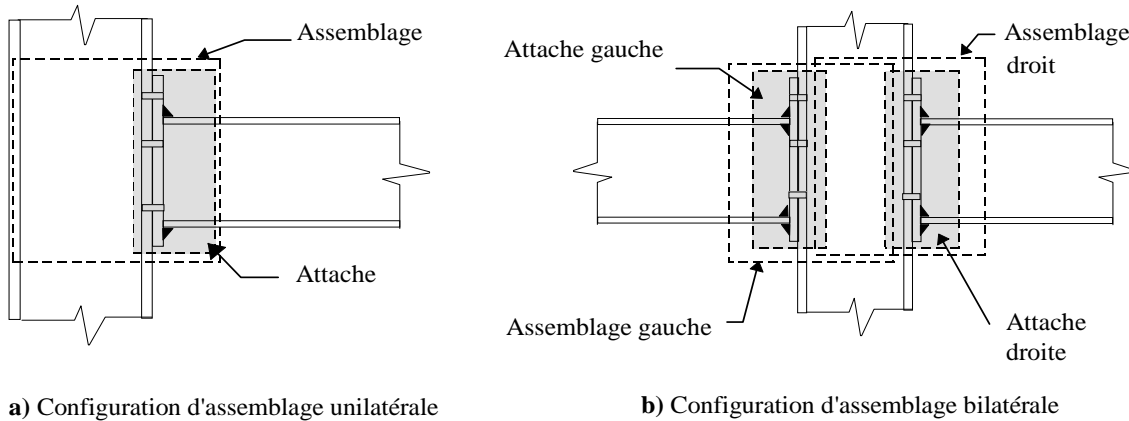 Assemblage
Attache
Attache gauche
Assemblage
droit
Assemblage gauche
Attache
droite
a) Configuration d'assemblage unilatérale
b) Configuration d'assemblage bilatérale